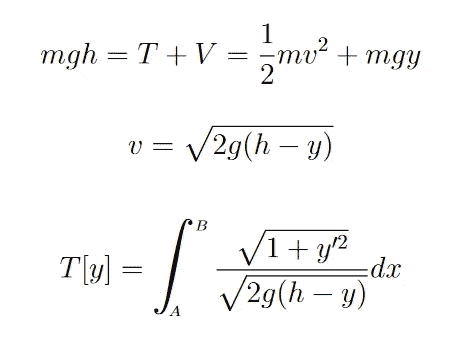 mgh = T + V = \frac{1}{2}mv^2 + mgy
v = \sqrt{2g(h - y)}
T[y] = \int_A^B \frac{\sqrt{1 + y'^2}}{\sqrt{2g(h - y)}} dx